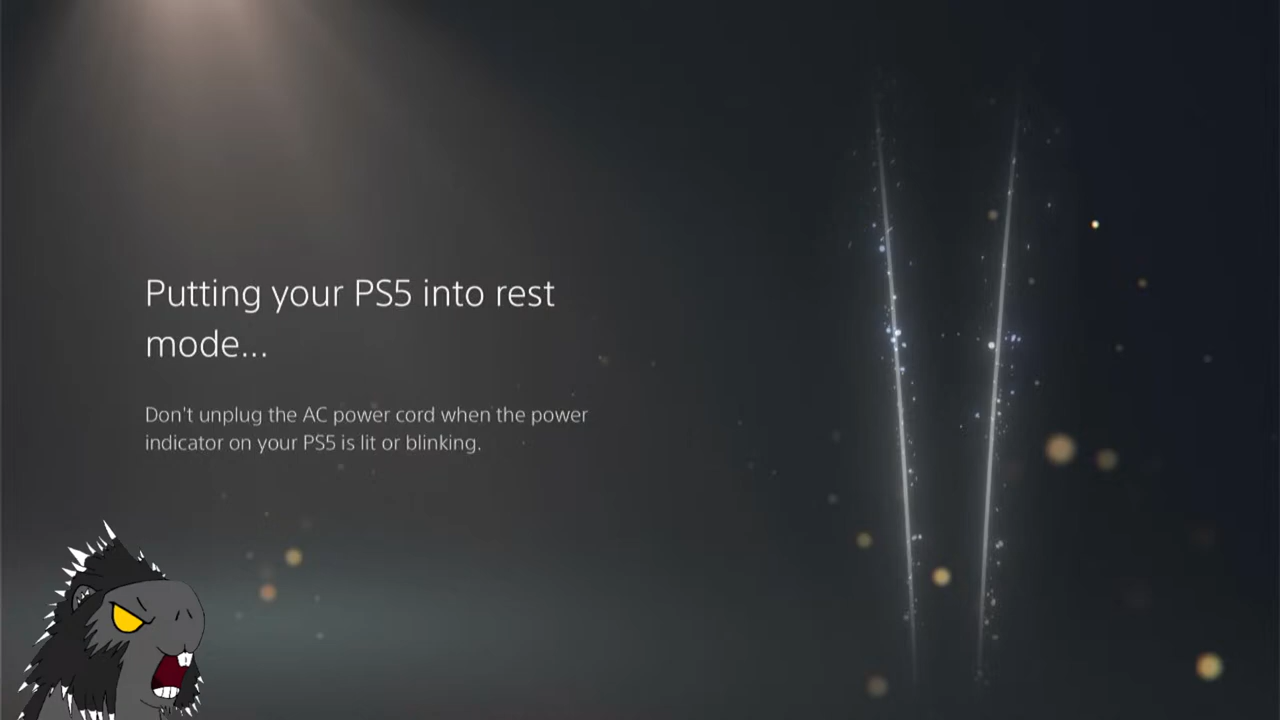 Putting your PS5 into rest
mode...
Don't unplug the AC power cord when the power
indicator on your PS5 is lit or blinking.